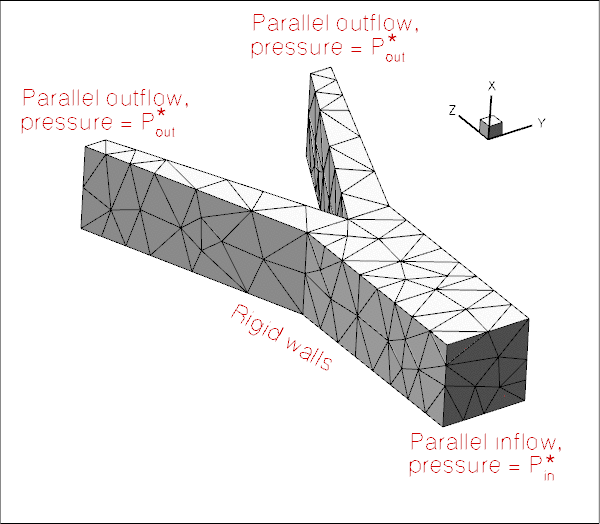 Parallel outflow,
pressure = P*out
Parallel outflow,
pressure = P*out
X
Z
Y
Rigid walls
Parallel inflow,
pressure = P*in